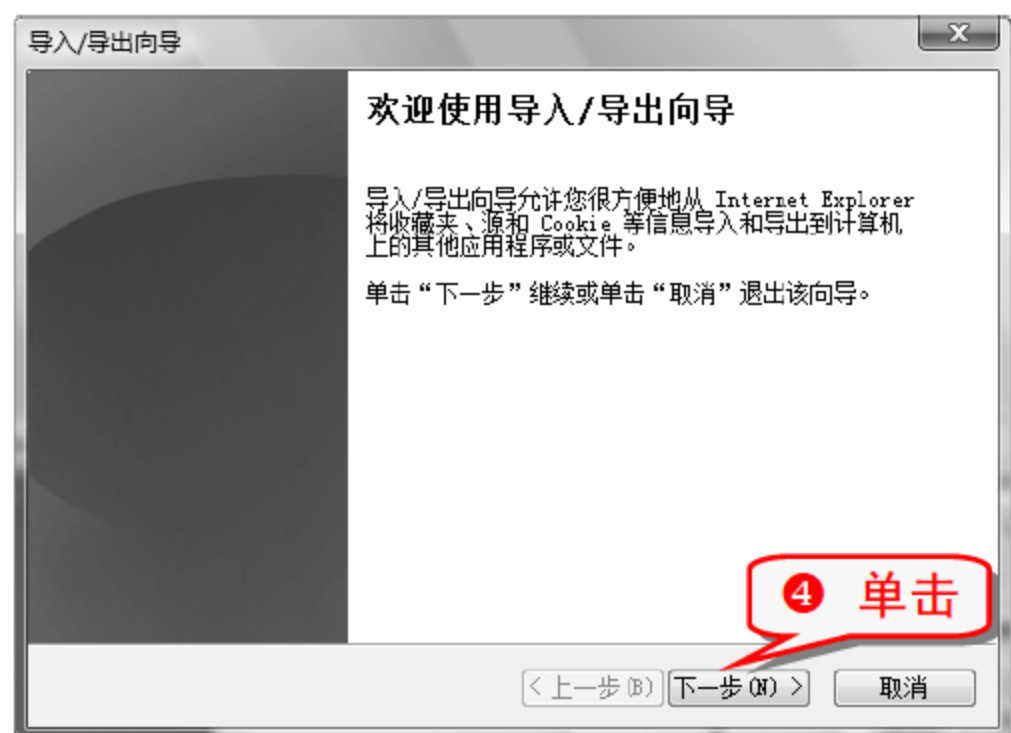 导入/导出向导
欢迎使用导入/导出向导
导入/导出向导允许您很方便地从 Internet Explorer
将收藏夹、源和 Cookie 等信息导入和导出到计算机
上的其他应用程序或文件。
单击“下一步”继续或单击“取消”退出该向导。
❹ 单击
< 上一步(B) 下一步(N) > 取消